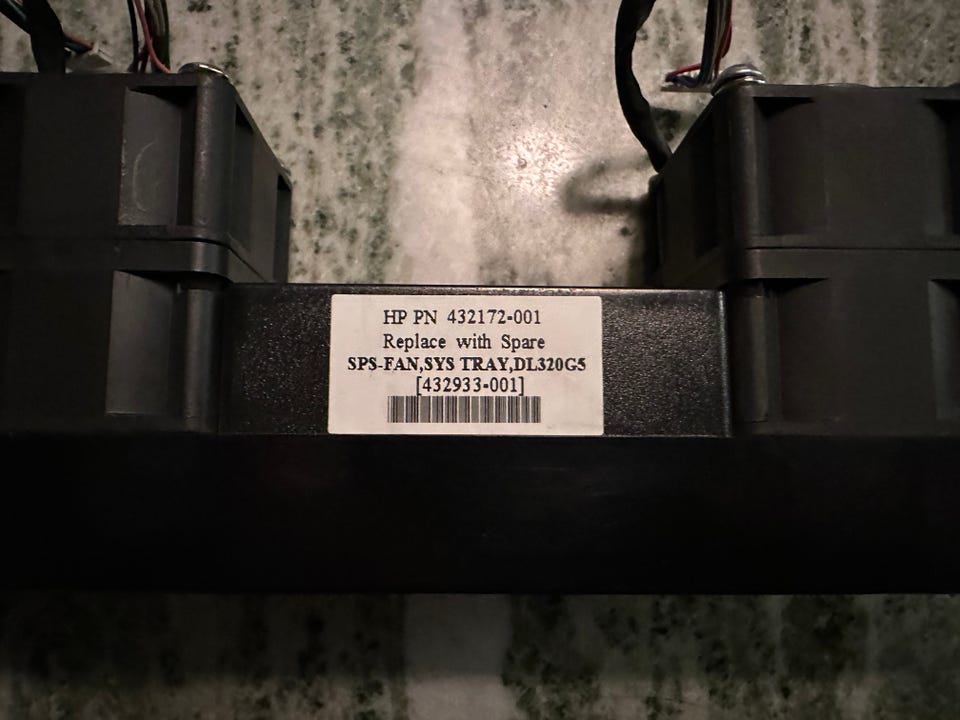 HP PN 432172-001
Replace with Spare
SPS-FAN,SYS TRAY,DL320G5
[432933-001]